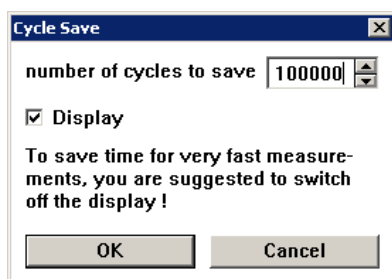 Cycle Save
number of cycles to save 100000
Display
To save time for very fast measure-
ments, you are suggested to switch
off the display !
OK Cancel